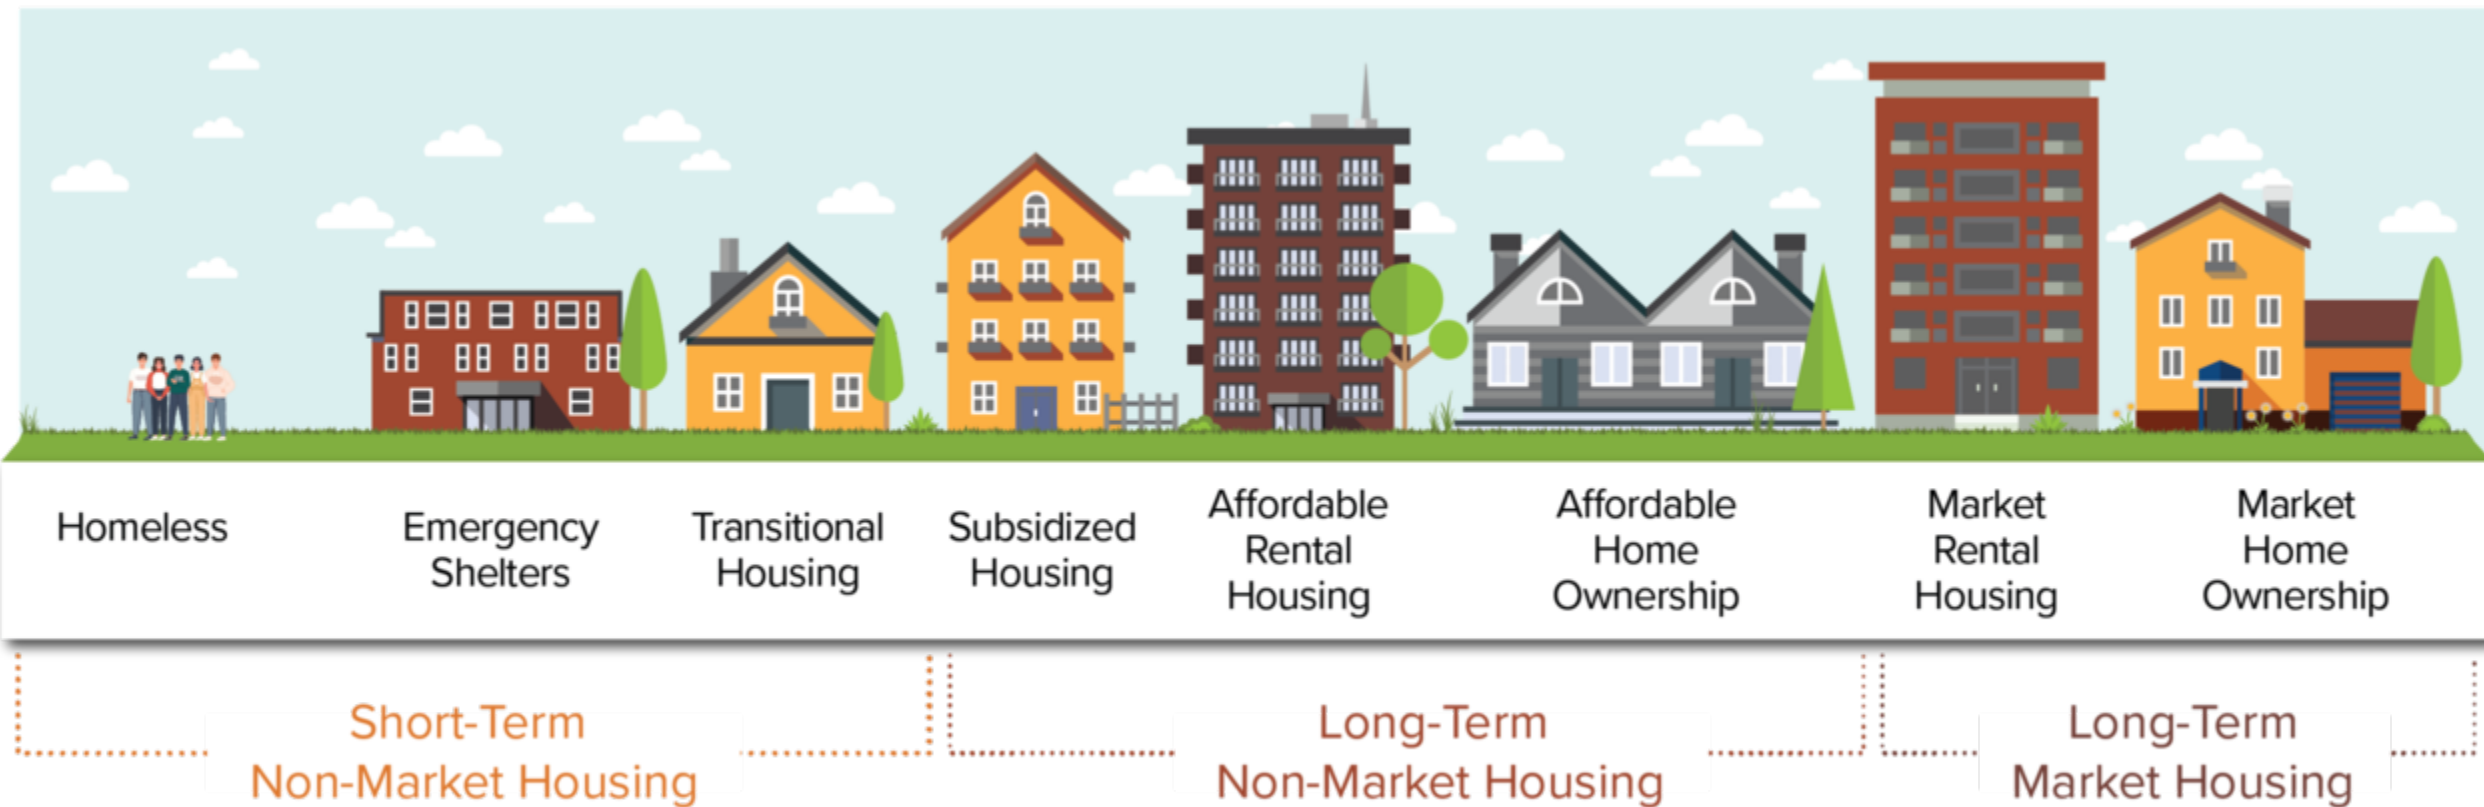 Homeless
Emergency
Shelters
Transitional
Housing
Subsidized
Housing
Affordable
Rental
Housing
Affordable
Home
Ownership
Market
Rental
Housing
Market
Home
Ownership
Short-Term
Non-Market Housing
Long-Term
Non-Market Housing
Long-Term
Market Housing